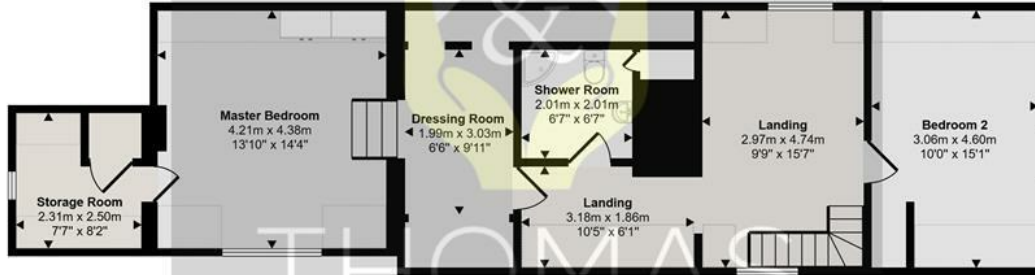 &
Master Bedroom
4.21m x 4.38m
13'10" x 14'4"
Dressing Room
1.99m x 3.03m
6'6" x 9'11"
Shower Room
2.01m x 2.01m
6'7" x 6'7"
Landing
2.97m x 4.74m
9'9" x 15'7"
Bedroom 2
3.06m x 4.60m
10'0" x 15'1"
Storage Room
2.31m x 2.50m
7'7" x 8'2"
Landing
3.18m x 1.86m
10'5" x 6'1"
THOMAS